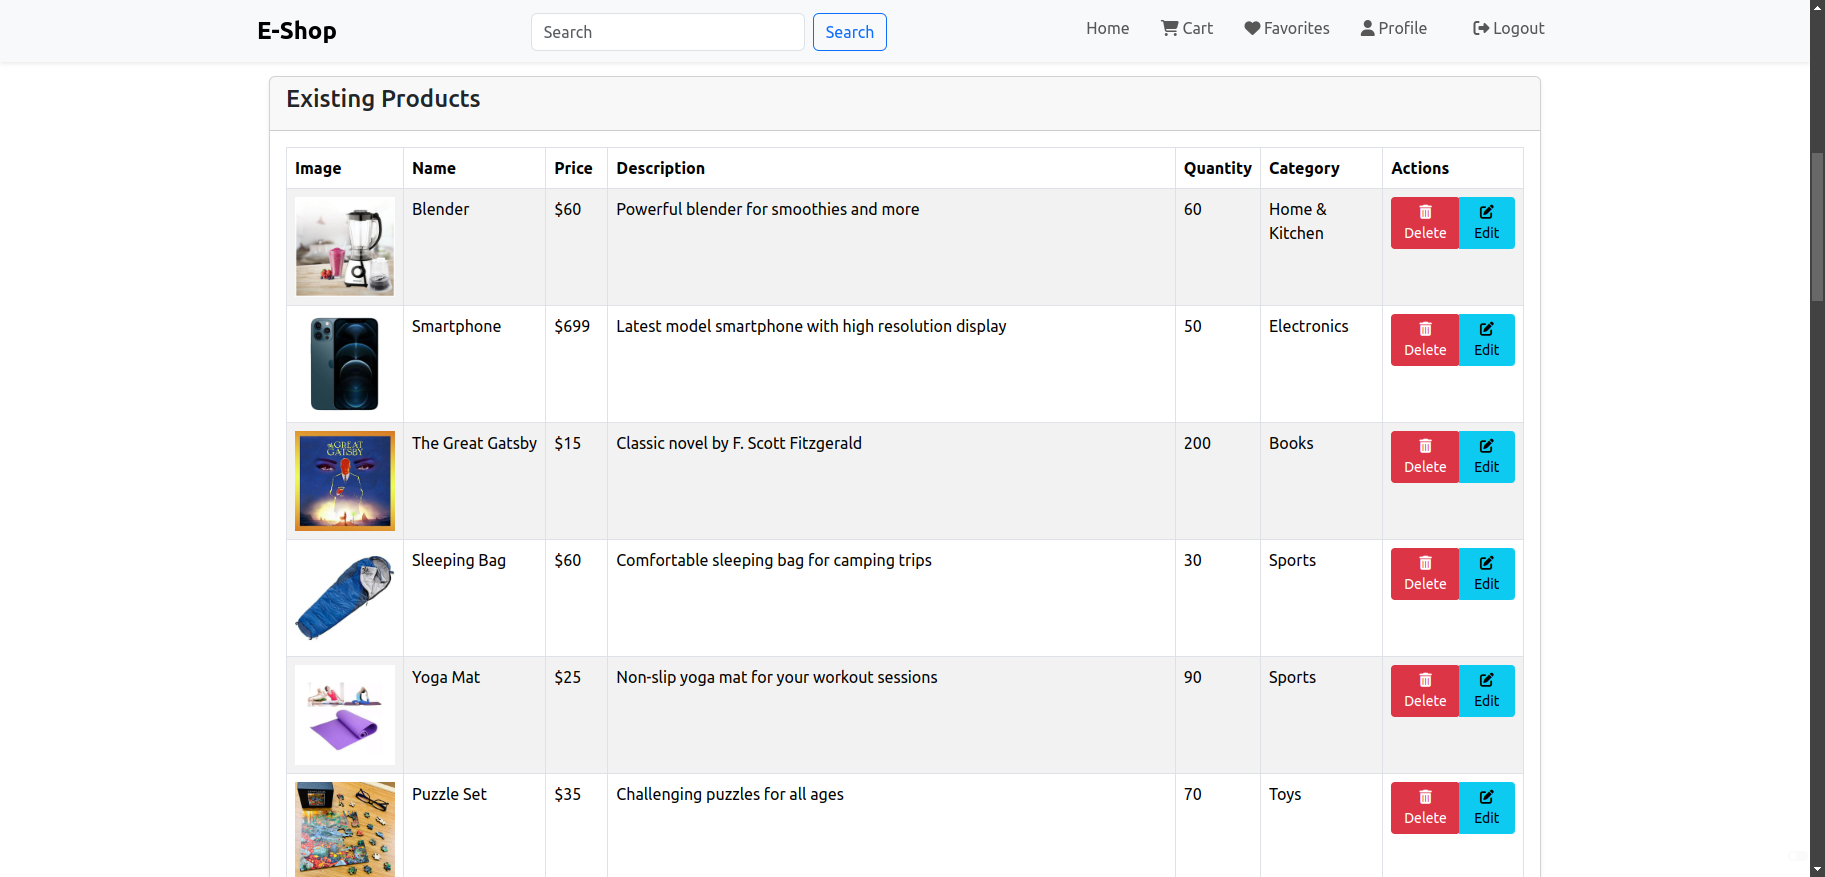 E-Shop
Search
Search
Home
Cart
Favorites
Profile
Logout
Existing Products
Image Name Price Description Quantity Category Actions
Blender $60 Powerful blender for smoothies and more 60 Home &
Kitchen
Delete Edit
Smartphone $699 Latest model smartphone with high resolution display 50 Electronics
Delete Edit
THE GREAT
GATSBY
The Great Gatsby $15 Classic novel by F. Scott Fitzgerald 200 Books
Delete Edit
Sleeping Bag $60 Comfortable sleeping bag for camping trips 30 Sports
Delete Edit
Yoga Mat $25 Non-slip yoga mat for your workout sessions 90 Sports
Delete Edit
Puzzle Set $35 Challenging puzzles for all ages 70 Toys
Delete Edit